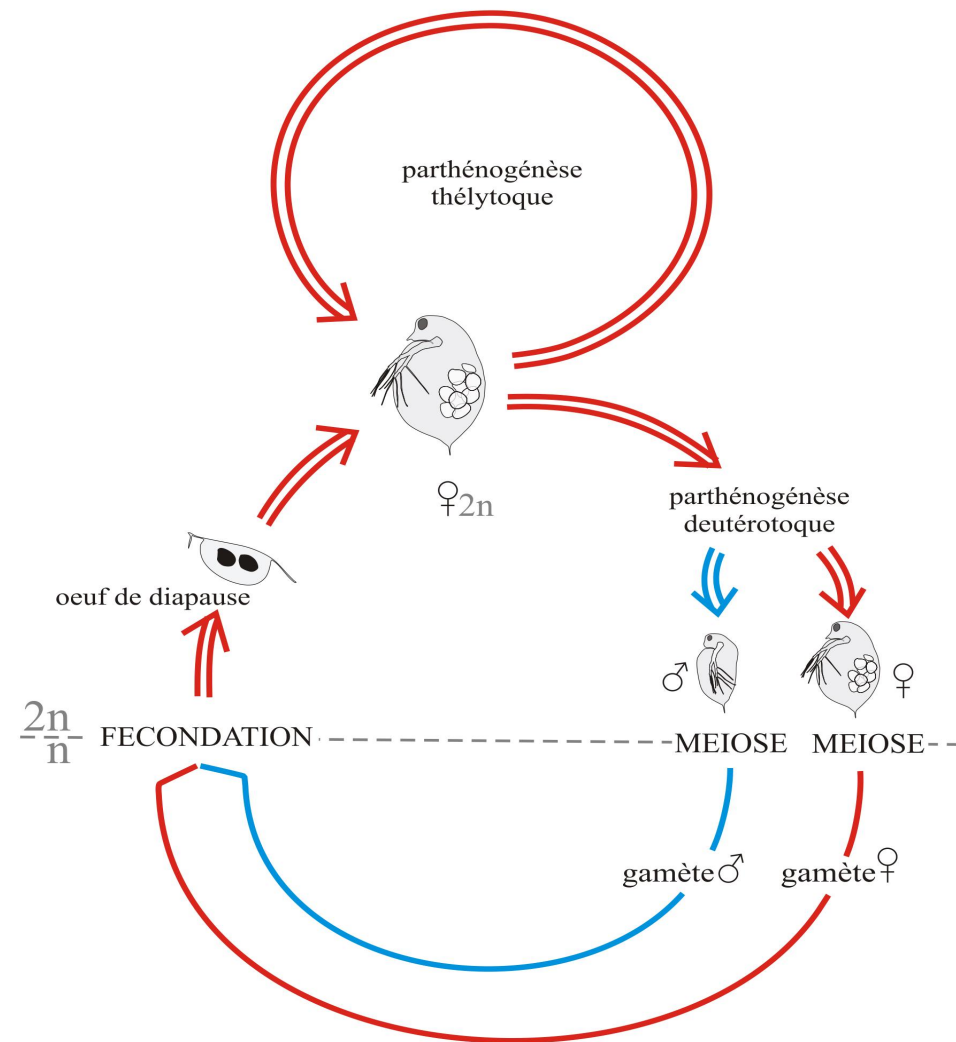 parthénogénèse
thélytoque
♀2n
parthénogénèse
deutérotoque
oeuf de diapause
♂
♀
2n
n
FECONDATION
MEIOSE
MEIOSE
gamète♂
gamète♀